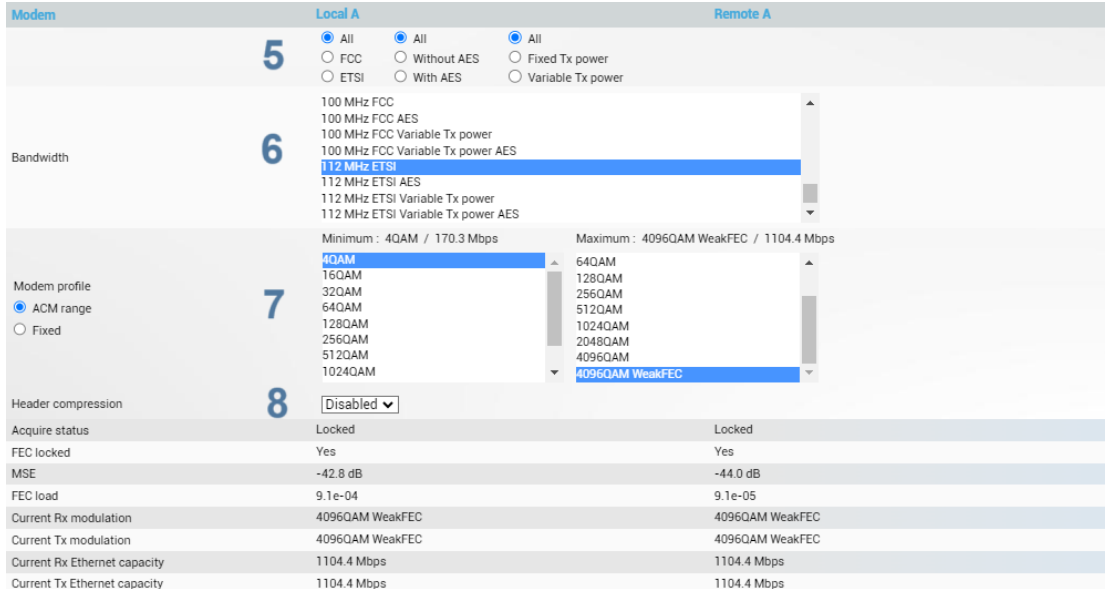 Modem Local A Remote A
5
All All All
FCC Without AES Fixed Tx power
ETSI With AES Variable Tx power
Bandwidth
6
100 MHz FCC
100 MHz FCC AES
100 MHz FCC Variable Tx power
100 MHz FCC Variable Tx power AES
112 MHz ETSI
112 MHz ETSI AES
112 MHz ETSI Variable Tx power
112 MHz ETSI Variable Tx power AES
Modem profile
ACM range
Fixed
7
Minimum : 4QAM / 170.3 Mbps
4QAM
16QAM
32QAM
64QAM
128QAM
256QAM
512QAM
1024QAM
Maximum : 4096QAM WeakFEC / 1104.4 Mbps
64QAM
128QAM
256QAM
512QAM
1024QAM
2048QAM
4096QAM
4096QAM WeakFEC
Header compression 8 Disabled
Acquire status Locked Locked
FEC locked Yes Yes
MSE -42.8 dB -44.0 dB
FEC load 9.1e-04 9.1e-05
Current Rx modulation 4096QAM WeakFEC 4096QAM WeakFEC
Current Tx modulation 4096QAM WeakFEC 4096QAM WeakFEC
Current Rx Ethernet capacity 1104.4 Mbps 1104.4 Mbps
Current Tx Ethernet capacity 1104.4 Mbps 1104.4 Mbps